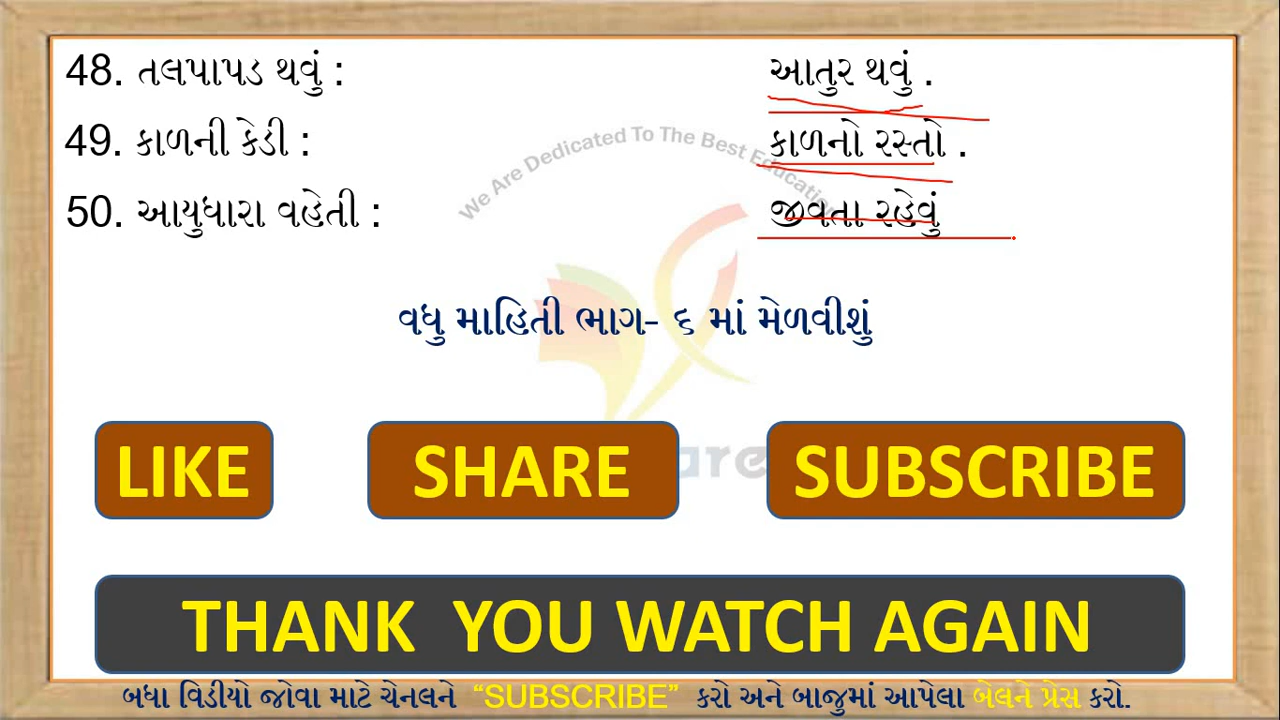 48. તલપાપડ થવું : આતુર થવું .
We Are Dedicated To The Best Education
49. કાળની કેડી : કાળનો રસ્તો .
50. આયુધારા વહેતી : જીવતા રહેવું
વધુ માહિતી ભાગ- ૬ માં મેળવીશું
LIKE SHARE SUBSCRIBE
THANK YOU WATCH AGAIN
બધા વિડીયો જોવા માટે ચેનલને “SUBSCRIBE” કરો અને બાજુમાં આપેલા બેલને પ્રેસ કરો.